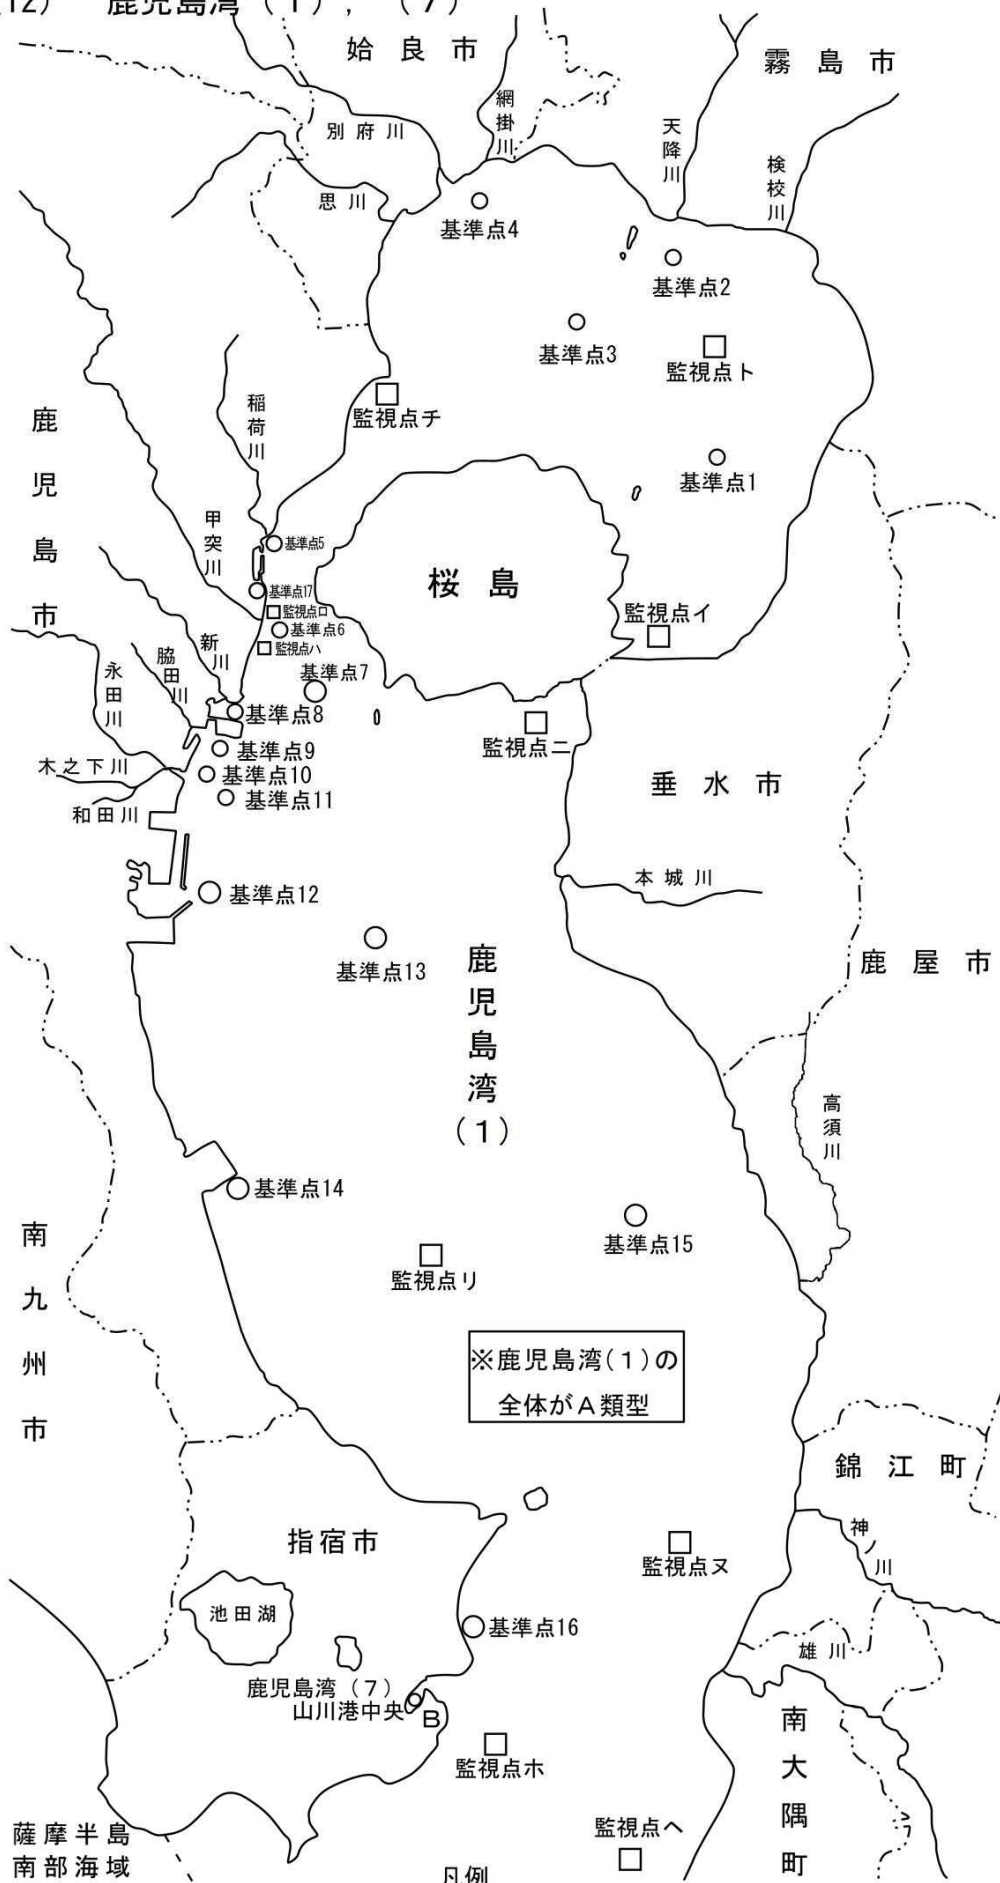 (12) 鹿児島湾（1），（7）
姶良市
霧島市
別府川
網掛川
天降川
検校川
思川
基準点4
基準点2
基準点3
監視点ト
監視点チ
稲荷川
基準点1
鹿児島市
甲突川
基準点5
桜島
基準点17
監視点ロ
基準点6
監視点イ
監視点ハ
新川
脇田川
永田川
基準点7
基準点8
監視点ニ
基準点9
木之下川
基準点10
和田川
基準点11
垂水市
本城川
基準点12
基準点13
鹿児島湾(1)
鹿屋市
高須川
基準点14
基準点15
南九州市
監視点リ
※鹿児島湾(1)の
全体がA類型
錦江町
指宿市
神ノ川
監視点ヌ
池田湖
基準点16
雄川
鹿児島湾（7）
山川港中央
B
南大隅町
監視点ホ
監視点ヘ
薩摩半島
南部海域
凡例